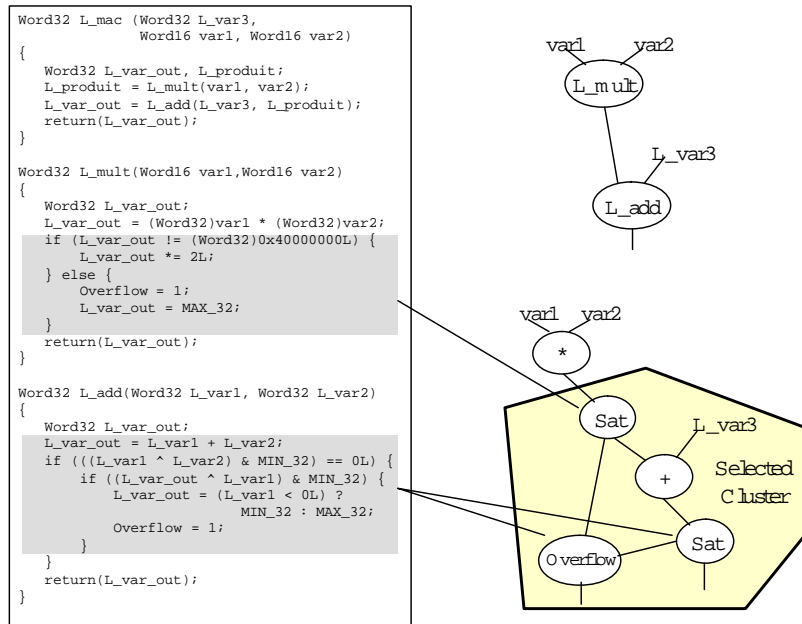 Word32 L_mac (Word32 L_var3,
Word16 var1, Word16 var2)
{
Word32 L_var_out, L_produit;
L_produit = L_mult(var1, var2);
L_var_out = L_add(L_var3, L_produit);
return(L_var_out);
}
Word32 L_mult(Word16 var1,Word16 var2)
{
Word32 L_var_out;
L_var_out = (Word32)var1 * (Word32)var2;
if (L_var_out != (Word32)0x40000000L) {
L_var_out *= 2L;
} else {
Overflow = 1;
L_var_out = MAX_32;
}
return(L_var_out);
}
Word32 L_add(Word32 L_var1, Word32 L_var2)
{
Word32 L_var_out;
L_var_out = L_var1 + L_var2;
if (((L_var1 ^ L_var2) & MIN_32) == 0L) {
if ((L_var_out ^ L_var1) & MIN_32) {
L_var_out = (L_var1 < 0L) ?
MIN_32 : MAX_32;
Overflow = 1;
}
}
return(L_var_out);
}
var1 var2
L_mult
L_var3
L_add
var1 var2
*
Sat
L_var3
+
Selected
Cluster
Sat
Overflow